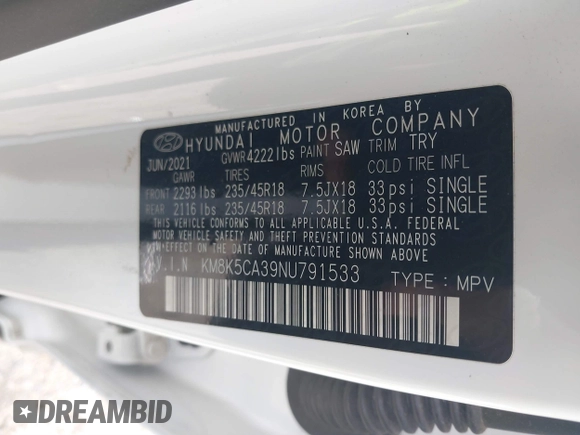 MANUFACTURED IN KOREA BY
HYUNDAI MOTOR COMPANY
JUN/2021 GVWR 4222 lbs PAINT SAW TRIM TRY
GAWR TIRES RIMS COLD TIRE INFL
FRONT 2293 lbs 235/45R18 7.5JX18 33psi SINGLE
REAR 2116 lbs 235/45R18 7.5JX18 33psi SINGLE
THIS VEHICLE CONFORMS TO ALL APPLICABLE U.S.A. FEDERAL
MOTOR VEHICLE SAFETY AND THEFT PREVENTION STANDARDS
IN EFFECT ON THE DATE OF MANUFACTURE SHOWN ABOVE.
V.I.N KM8K5CA39NU791533 TYPE : MPV
DREAMBID